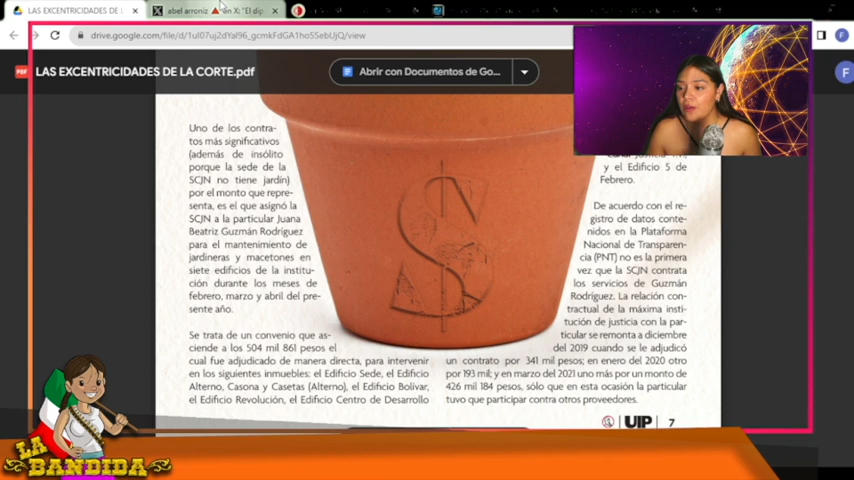 LAS EXCENTRICIDADES DE L
abel arroniz
en X: "El dip
drive.google.com/file/d/1ul07uj2dYal96_gcmkFdGA1ho5SebUjQ/view
PDF
LAS EXCENTRICIDADES DE LA CORTE.pdf
Abrir con Documentos de Go...
F
F
Uno de los contra-
tos más significativos
(además de insólito
porque la sede de la
SCJN no tiene jardín)
por el monto que repre-
senta, es el que asignó la
SCJN a la particular Juana
Beatriz Guzmán Rodríguez
para el mantenimiento de
jardineras y macetones en
siete edificios de la institu-
ción durante los meses de
febrero, marzo y abril del pre-
sente año.
Se trata de un convenio que as-
ciende a los 504 mil 861 pesos el
cual fue adjudicado de manera directa, para intervenir
en los siguientes inmuebles: el Edificio Sede, el Edificio
Alterno, Casona y Casetas (Alterno), el Edificio Bolívar,
el Edificio Revolución, el Edificio Centro de Desarrollo
$
y el Edificio 5 de
Febrero.
De acuerdo con el re-
gistro de datos conte-
nidos en la Plataforma
Nacional de Transparen-
cia (PNT) no es la primera
vez que la SCJN contrata
los servicios de Guzmán
Rodríguez. La relación con-
tractual de la máxima insti-
tución de justicia con la par-
ticular se remonta a diciembre
del 2019 cuando se le adjudicó
un contrato por 341 mil pesos; en enero del 2020 otro
por 193 mil; y en marzo del 2021 uno más por un monto de
426 mil 184 pesos, sólo que en esta ocasión la particular
tuvo que participar contra otros proveedores.
UIP 7
LA
BANDIDA